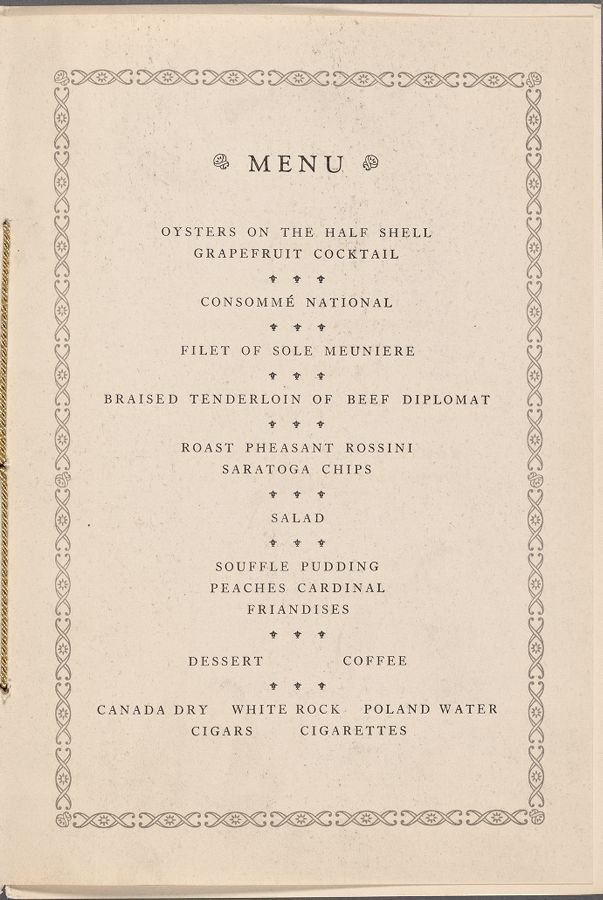 MENU
OYSTERS ON THE HALF SHELL
GRAPEFRUIT COCKTAIL
CONSOMMÉ NATIONAL
FILET OF SOLE MEUNIERE
BRAISED TENDERLOIN OF BEEF DIPLOMAT
ROAST PHEASANT ROSSINI
SARATOGA CHIPS
SALAD
SOUFFLE PUDDING
PEACHES CARDINAL
FRIANDISES
DESSERT COFFEE
CANADA DRY WHITE ROCK POLAND WATER
CIGARS CIGARETTES